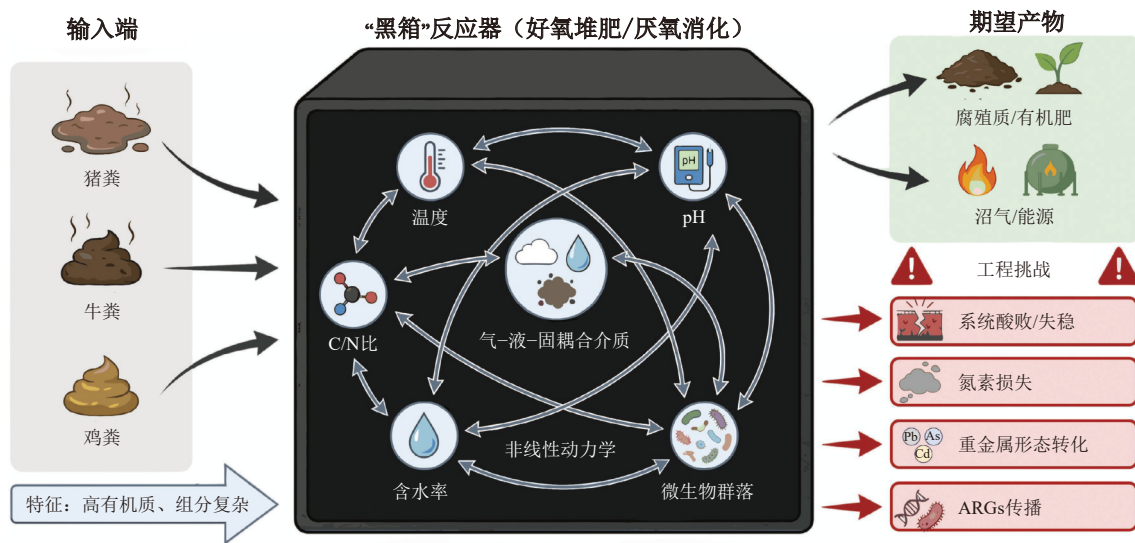 输入端
猪粪
牛粪
鸡粪
特征：高有机质、组分复杂
“黑箱”反应器（好氧堆肥/厌氧消化）
温度
pH
pH
C/N比
气-液-固耦合介质
含水率
非线性动力学
微生物群落
期望产物
腐殖质/有机肥
沼气/能源
工程挑战
系统酸败/失稳
氮素损失
Pb
As
Cd
重金属形态转化
ARGs传播